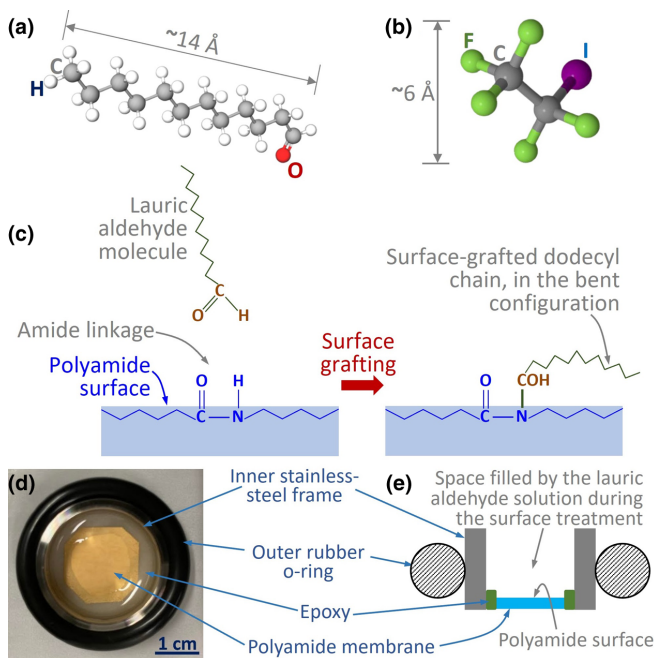 (a)
~14 Å
C
H
O
(b)
F
C
I
~6 Å
(c)
Lauric
aldehyde
molecule
C
O
H
Amide linkage
Polyamide
surface
O
H
C
N
Surface
grafting
Surface-grafted dodecyl
chain, in the bent
configuration
O
COH
C
N
(d)
Inner stainless-
steel frame
Outer rubber
o-ring
Epoxy
Polyamide membrane
1 cm
(e)
Space filled by the lauric
aldehyde solution during
the surface treatment
Polyamide surface